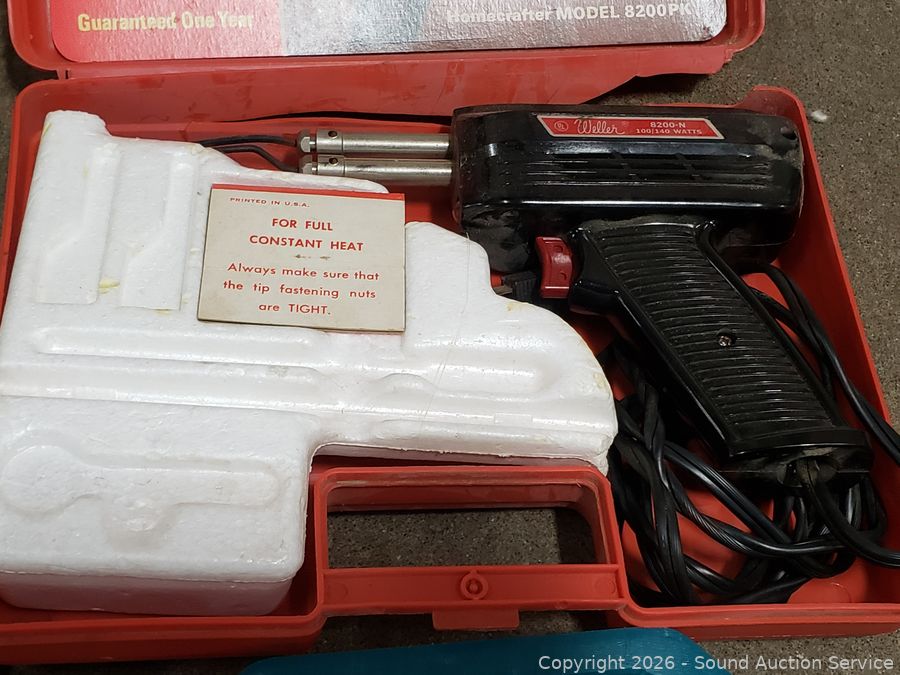 Guaranteed One Year
Homecrafter MODEL 8200PK
UL Weller 8200-N
100/140 WATTS
PRINTED IN U.S.A.
FOR FULL
CONSTANT HEAT
Always make sure that
the tip fastening nuts
are TIGHT.
Copyright 2026 - Sound Auction Service